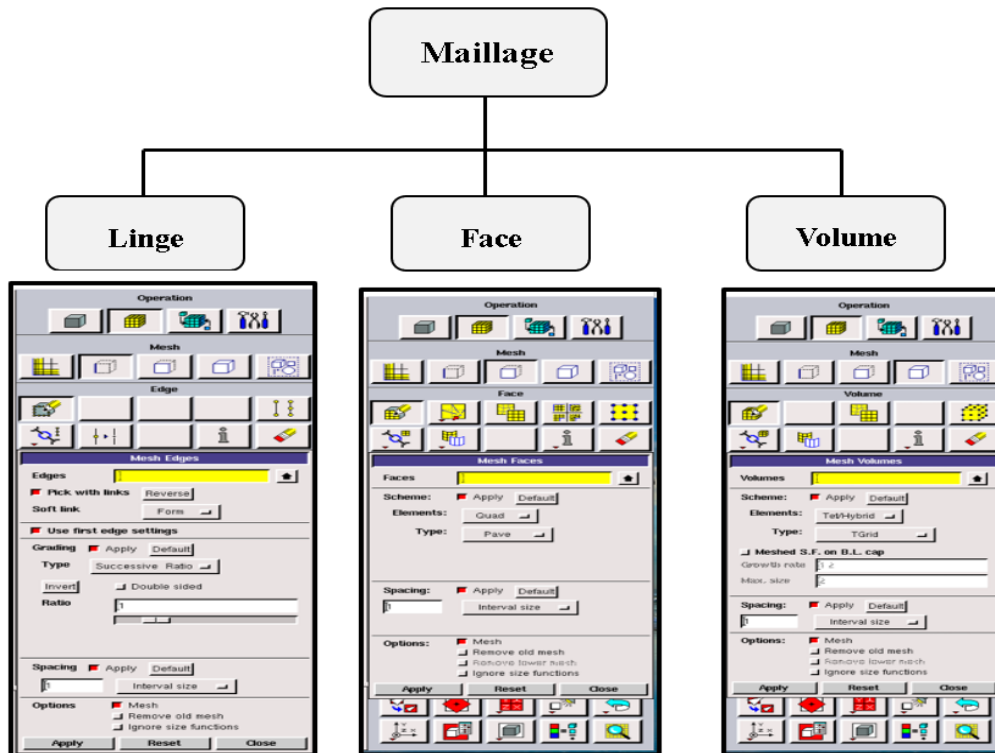 Maillage
Linge
Face
Volume
Operation
Mesh
Edge
Mesh Edges
Edges
Pick with links Reverse
Soft link Form
Use first edge settings
Grading Apply Default
Type Successive Ratio
Invert Double sided
Ratio 1
Spacing Apply Default
1 Interval size
Options Mesh
Remove old mesh
Ignore size functions
Apply Reset Close
Operation
Mesh
Face
Mesh Faces
Faces
Scheme: Apply Default
Elements: Quad
Type: Pave
Spacing: Apply Default
1 Interval size
Options: Mesh
Remove old mesh
Remove lower mesh
Ignore size functions
Apply Reset Close
Operation
Mesh
Volume
Mesh Volumes
Volumes
Scheme: Apply Default
Elements: Tet/Hybrid
Type: TGrid
Meshed S.F. on B.L. cap
Growth rate
Max. size
Spacing: Apply Default
1 Interval size
Options: Mesh
Remove old mesh
Remove lower mesh
Ignore size functions
Apply Reset Close